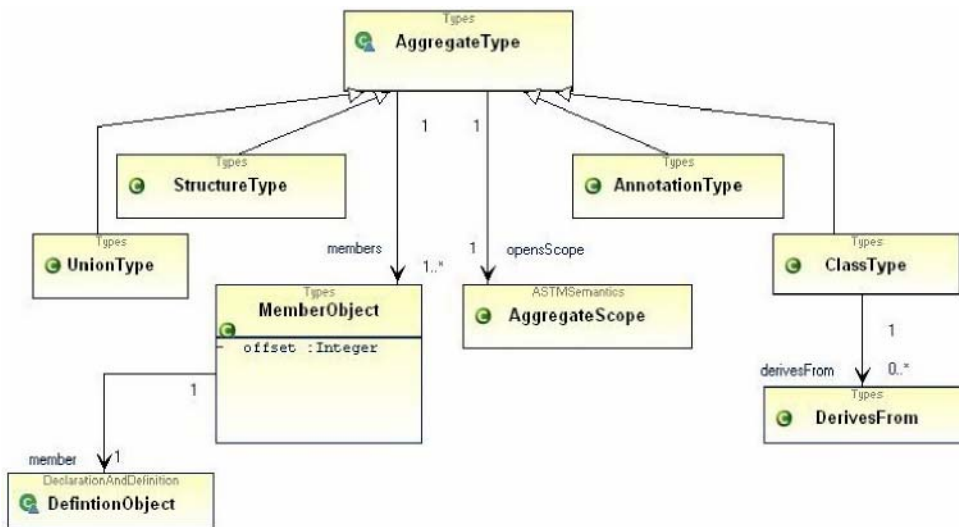 Types
AggregateType
1 1
Types
StructureType
Types
AnnotationType
Types
UnionType
members
1..*
1
opensScope
Types
ClassType
Types
MemberObject
offset :Integer
ASTMSemantics
AggregateScope
1
derivesFrom
0..*
1
Types
DerivesFrom
member
1
DeclarationAndDefinition
DefintionObject